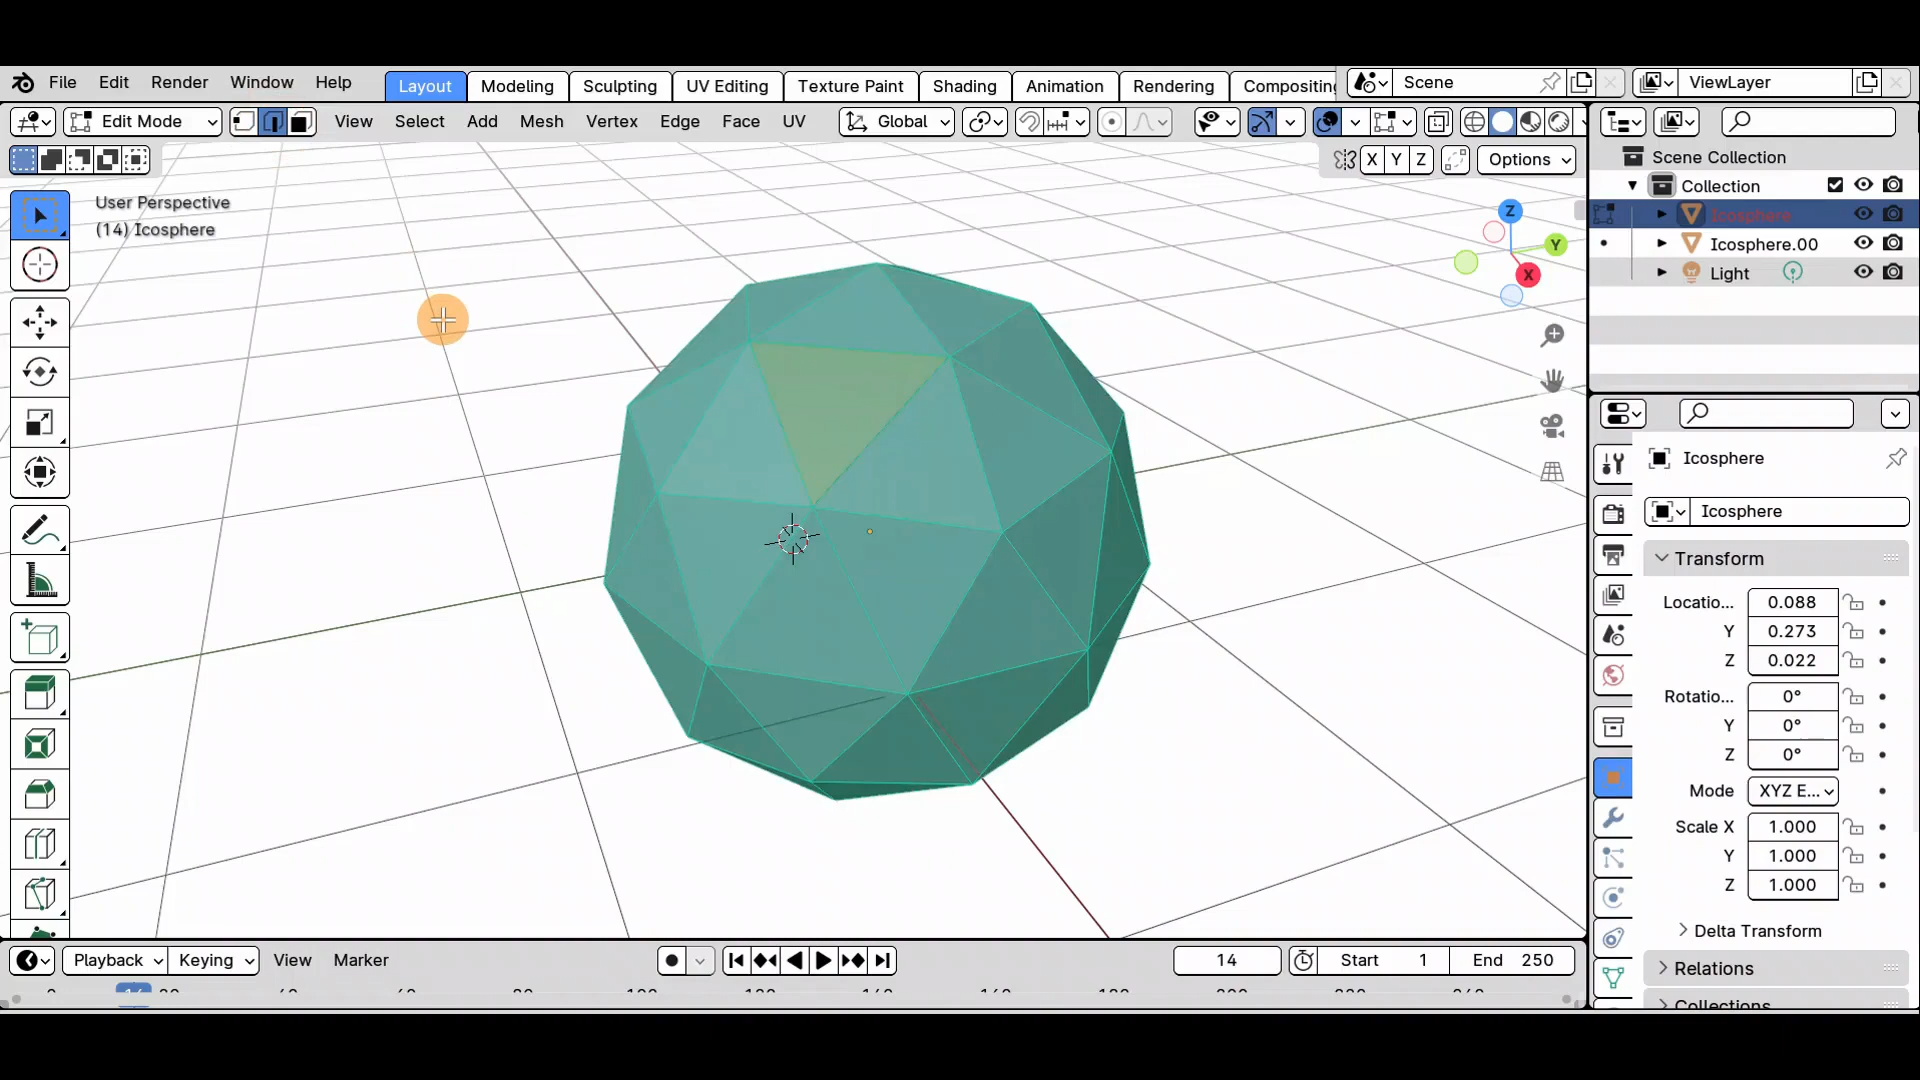 File Edit Render Window Help Layout Modeling Sculpting UV Editing Texture Paint Shading Animation Rendering Compositing Scene ViewLayer
Edit Mode View Select Add Mesh Vertex Edge Face UV Global
X Y Z Options
User Perspective
(14) Icosphere
Z
Y
X
Scene Collection
Collection
Icosphere
Icosphere.00
Light
Icosphere
Icosphere
Transform
Locatio... 0.088
Y 0.273
Z 0.022
Rotatio... 0°
Y 0°
Z 0°
Mode XYZ E...
Scale X 1.000
Y 1.000
Z 1.000
Delta Transform
Relations
Collections
Playback Keying View Marker 14 Start 1 End 250